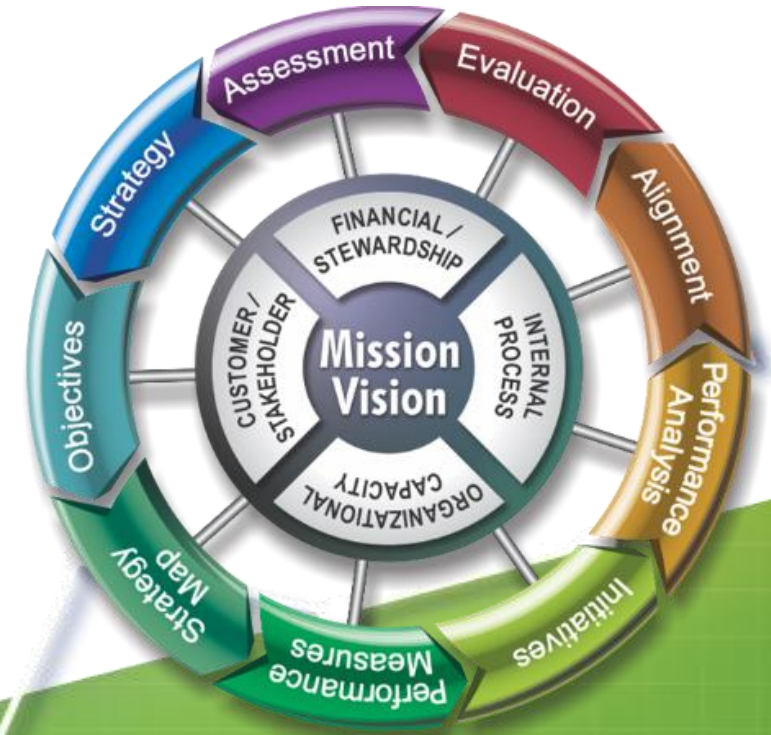 Assessment
Evaluation
Alignment
Performance
Analysis
Initiatives
Performance
Measures
Strategy
Map
Objectives
Strategy
FINANCIAL /
STEWARDSHIP
INTERNAL
PROCESS
ORGANIZATIONAL
CAPACITY
CUSTOMER /
STAKEHOLDER
Mission
Vision